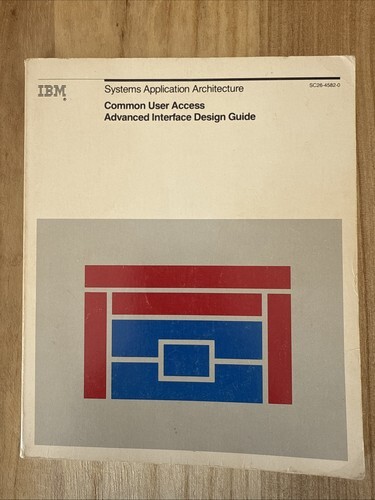 IBM
Systems Application Architecture
SC26-4582-0
Common User Access
Advanced Interface Design Guide